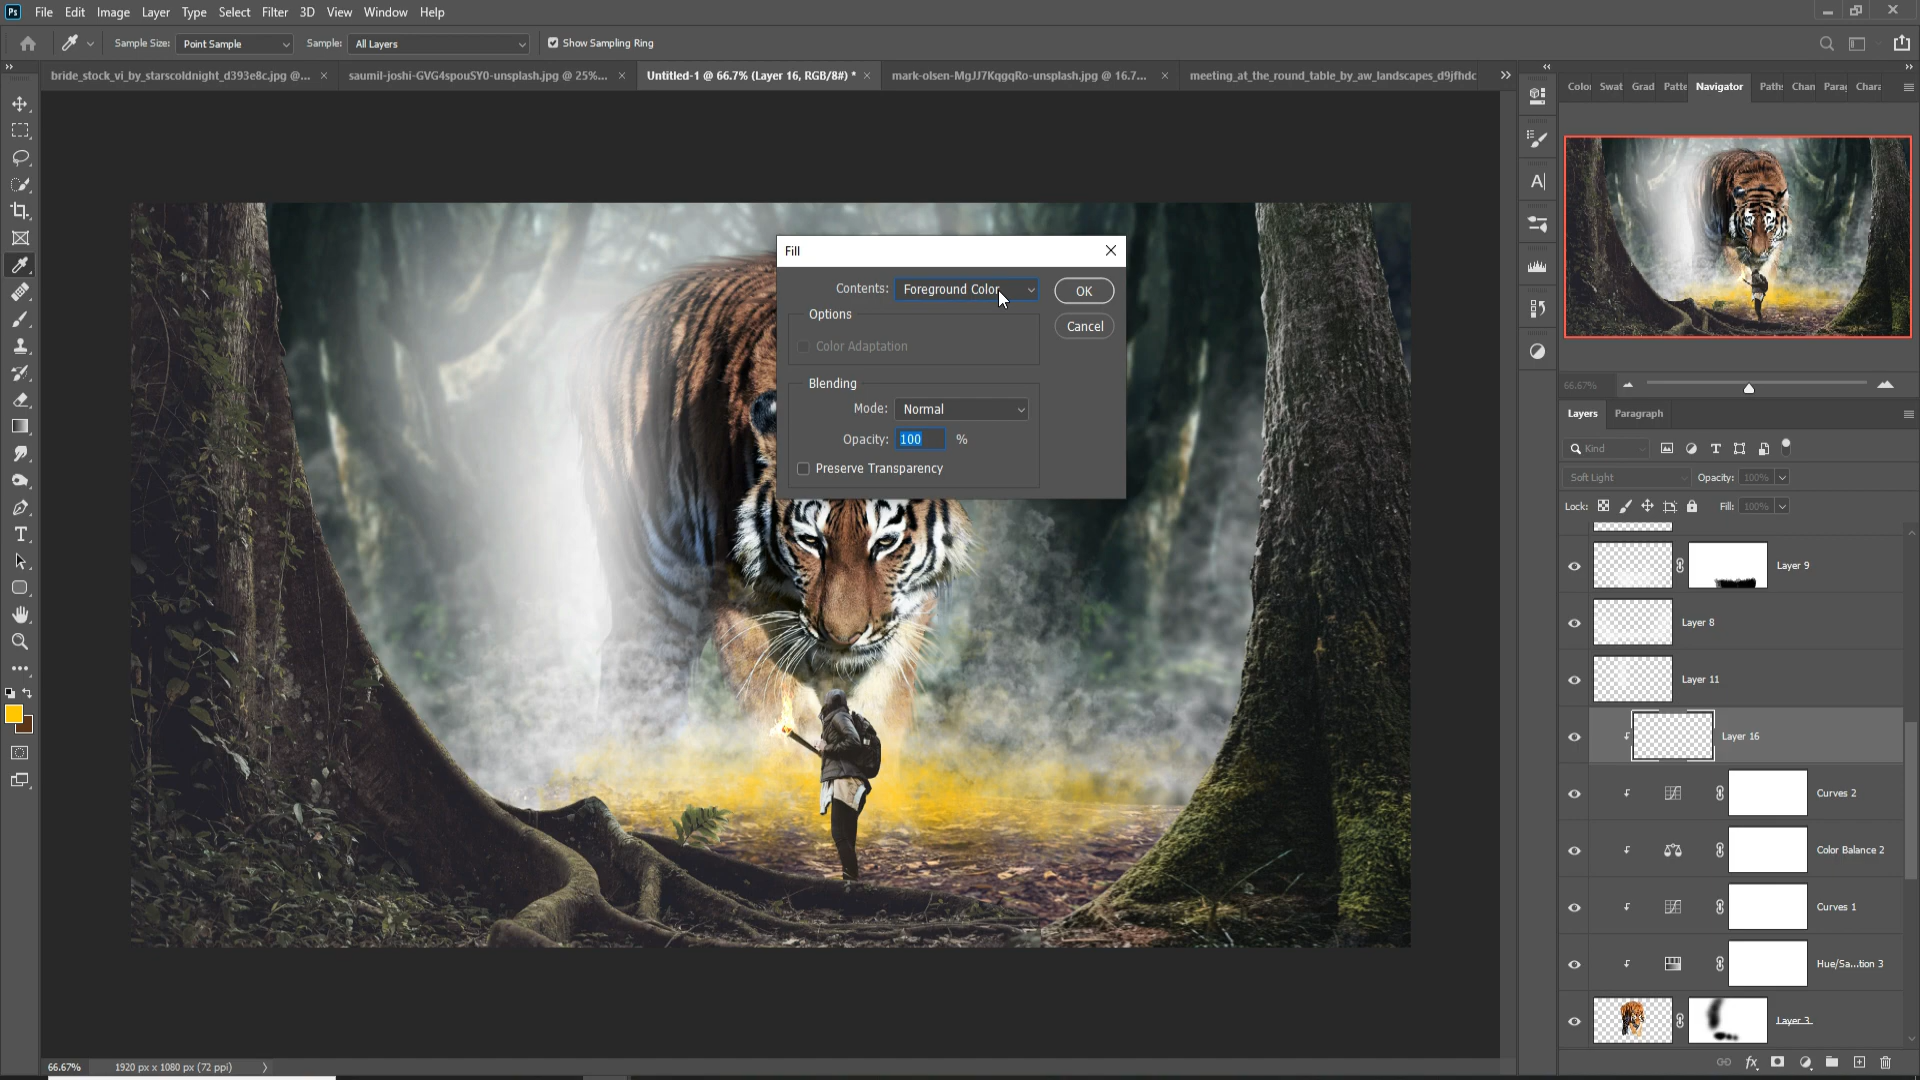 Ps File Edit Image Layer Type Select Filter 3D View Window Help
Sample Size: Point Sample Sample: All Layers Show Sampling Ring
bride_stock_vi_by_starscoldnight_d393e8c.jpg @... × saumil-joshi-GVG4spouSY0-unsplash.jpg @ 25%... × Untitled-1 @ 66.7% (Layer 16, RGB/8#) * × mark-olsen-MgJJ7KqgqRo-unsplash.jpg @ 16.7... × meeting_at_the_round_table_by_aw_landscapes_d9jfhdc
Color Swat Grad Patte Navigator Paths Chan Para Chara
Fill
Contents: Foreground Color
OK
Options
Cancel
Color Adaptation
Blending
Mode: Normal
Opacity: 100 %
Preserve Transparency
66.67%
Layers Paragraph
Kind
Soft Light Opacity: 100%
Lock: Fill: 100%
Layer 9
Layer 8
Layer 11
Layer 16
Curves 2
Color Balance 2
Curves 1
Hue/Sa...tion 3
Layer 3
66.67% 1920 px x 1080 px (72 ppi)